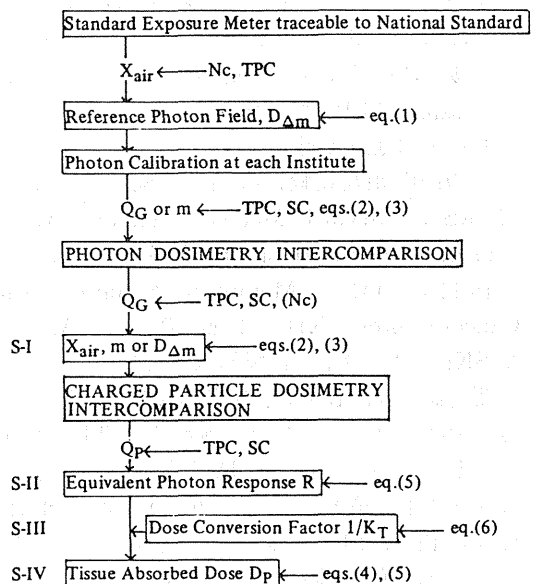 Standard Exposure Meter traceable to National Standard
X_air ← Nc, TPC
Reference Photon Field, D_Δm ← eq.(1)
Photon Calibration at each Institute
Q_G or m ← TPC, SC, eqs.(2), (3)
PHOTON DOSIMETRY INTERCOMPARISON
Q_G ← TPC, SC, (Nc)
S-I X_air, m or D_Δm ← eqs.(2), (3)
CHARGED PARTICLE DOSIMETRY
INTERCOMPARISON
Q_P ← TPC, SC
S-II Equivalent Photon Response R ← eq.(5)
S-III Dose Conversion Factor 1/K_T ← eq.(6)
S-IV Tissue Absorbed Dose D_P ← eqs.(4), (5)